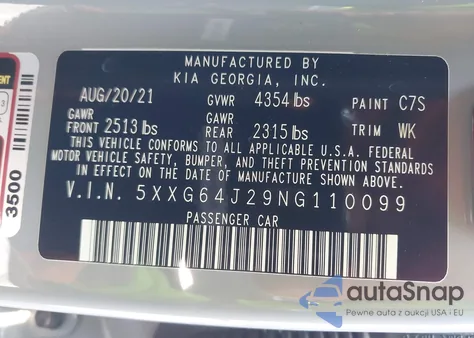 MANUFACTURED BY
KIA GEORGIA, INC.
AUG/20/21 GVWR 4354 lbs PAINT C7S
GAWR FRONT 2513 lbs GAWR REAR 2315 lbs TRIM WK
THIS VEHICLE CONFORMS TO ALL APPLICABLE U.S.A. FEDERAL
MOTOR VEHICLE SAFETY, BUMPER, AND THEFT PREVENTION STANDARDS
IN EFFECT ON THE DATE OF MANUFACTURE SHOWN ABOVE.
V.I.N. 5XXG64J29NG110099
PASSENGER CAR
3500
3
autoSnap
Pewne auta z aukcji USA i EU